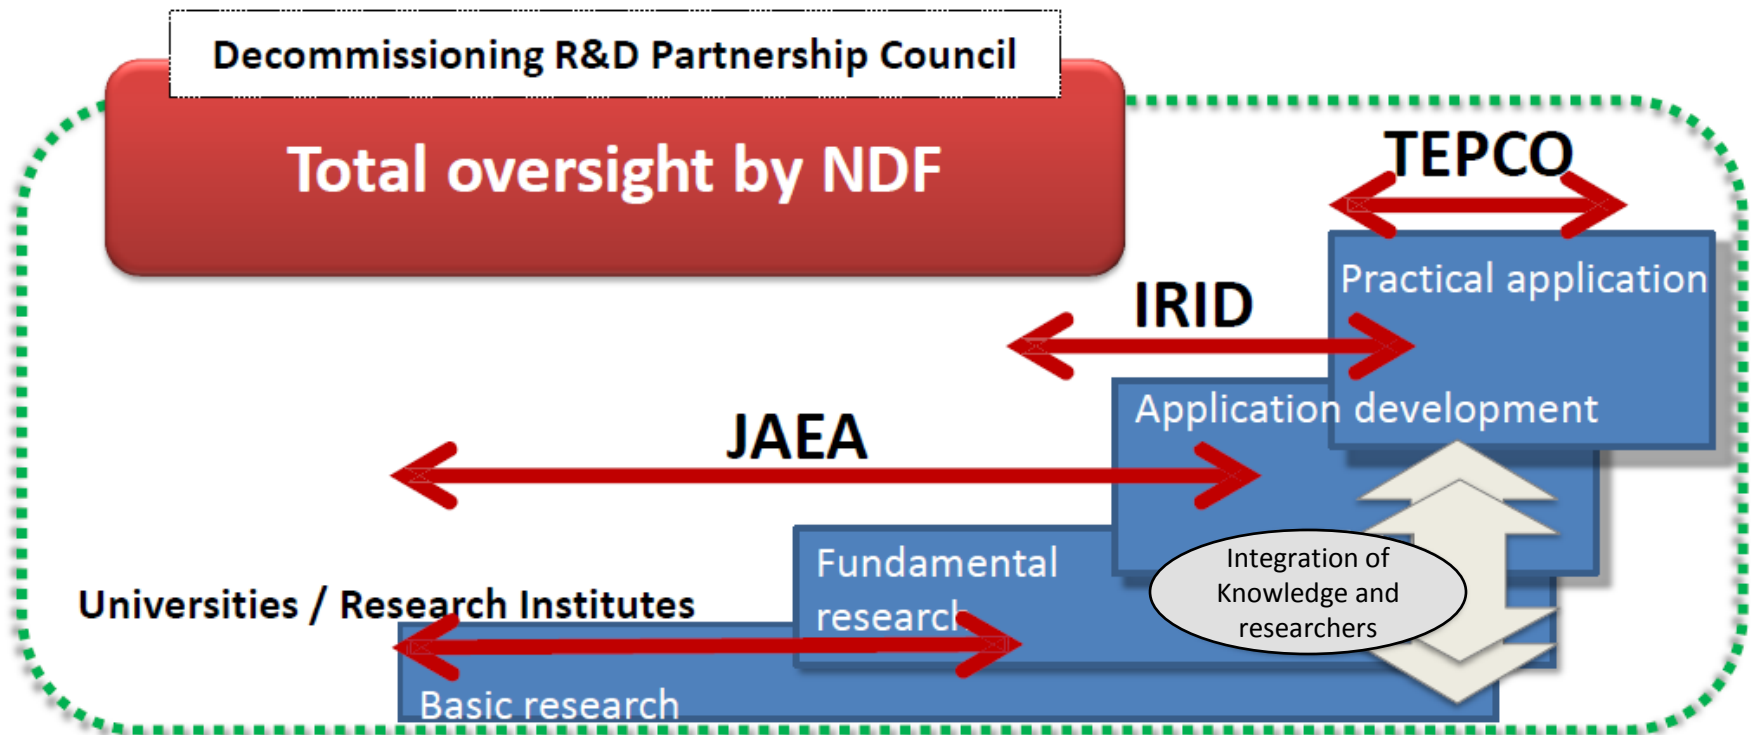 Decommissioning R&D Partnership Council
Total oversight by NDF
TEPCO
Practical application
IRID
Application development
JAEA
Fundamental
research
Integration of
Knowledge and
researchers
Universities / Research Institutes
Basic research